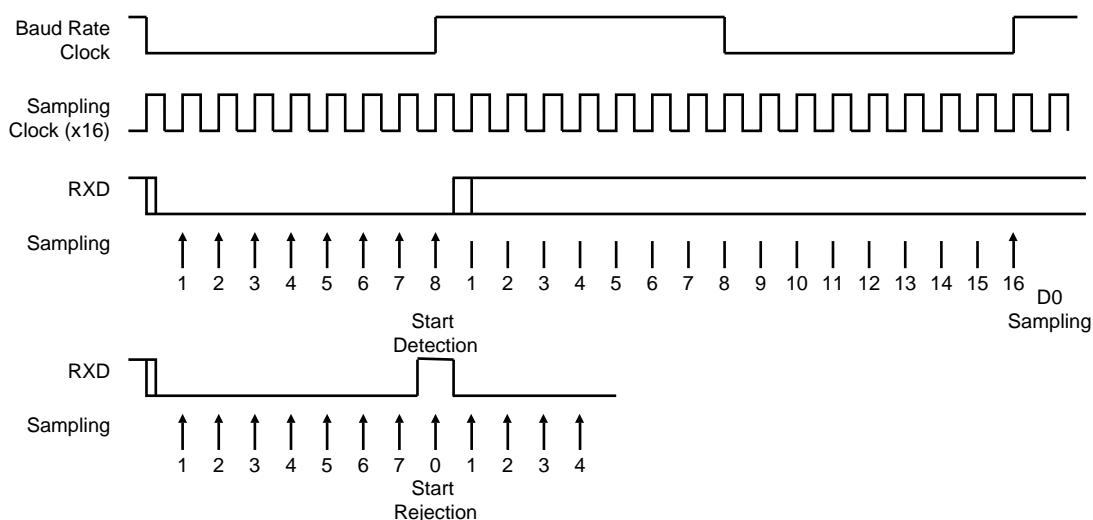 Baud Rate
Clock
Sampling
Clock (x16)
RXD
Sampling
1 2 3 4 5 6 7 8 1 2 3 4 5 6 7 8 9 10 11 12 13 14 15 16
D0
Sampling
Start
Detection
RXD
Sampling
1 2 3 4 5 6 7 0 1 2 3 4
Start
Rejection